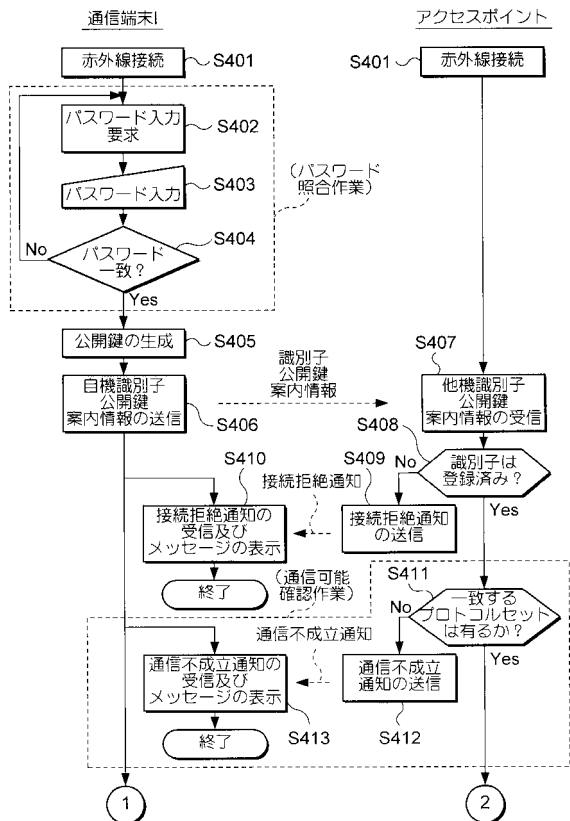 通信端末1
アクセスポイント
赤外線接続
S401
S401
赤外線接続
パスワード入力
要求
S402
パスワード入力
S403
(パスワード
照合作業)
パスワード
一致?
S404
No
Yes
公開鍵の生成
S405
自機識別子
公開鍵
案内情報の送信
S406
識別子
公開鍵
案内情報
S407
他機識別子
公開鍵
案内情報の受信
S408
識別子は
登録済み?
No
Yes
S409
接続拒絶通知
の送信
接続拒絶通知
S410
接続拒絶通知の
受信及び
メッセージの表示
終了
(通信可能
確認作業)
S411
一致する
プロトコルセット
は有るか?
No
Yes
通信不成立
通知の送信
S412
通信不成立通知
通信不成立通知の
受信及び
メッセージの表示
S413
終了
1
2